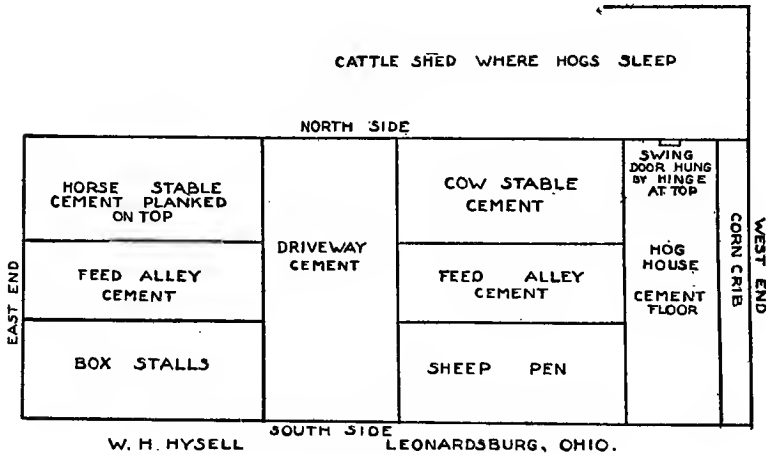 CATTLE SHED WHERE HOGS SLEEP
NORTH SIDE
HORSE STABLE
CEMENT PLANKED
ON TOP
COW STABLE
CEMENT
SWING
DOOR HUNG
BY HINGE
AT TOP
DRIVEWAY
CEMENT
FEED ALLEY
CEMENT
FEED ALLEY
CEMENT
HOG
HOUSE
CEMENT
FLOOR
CORN CRIB
WEST END
EAST END
BOX STALLS
SHEEP PEN
SOUTH SIDE
W. H. HYSELL LEONARDSBURG, OHIO.